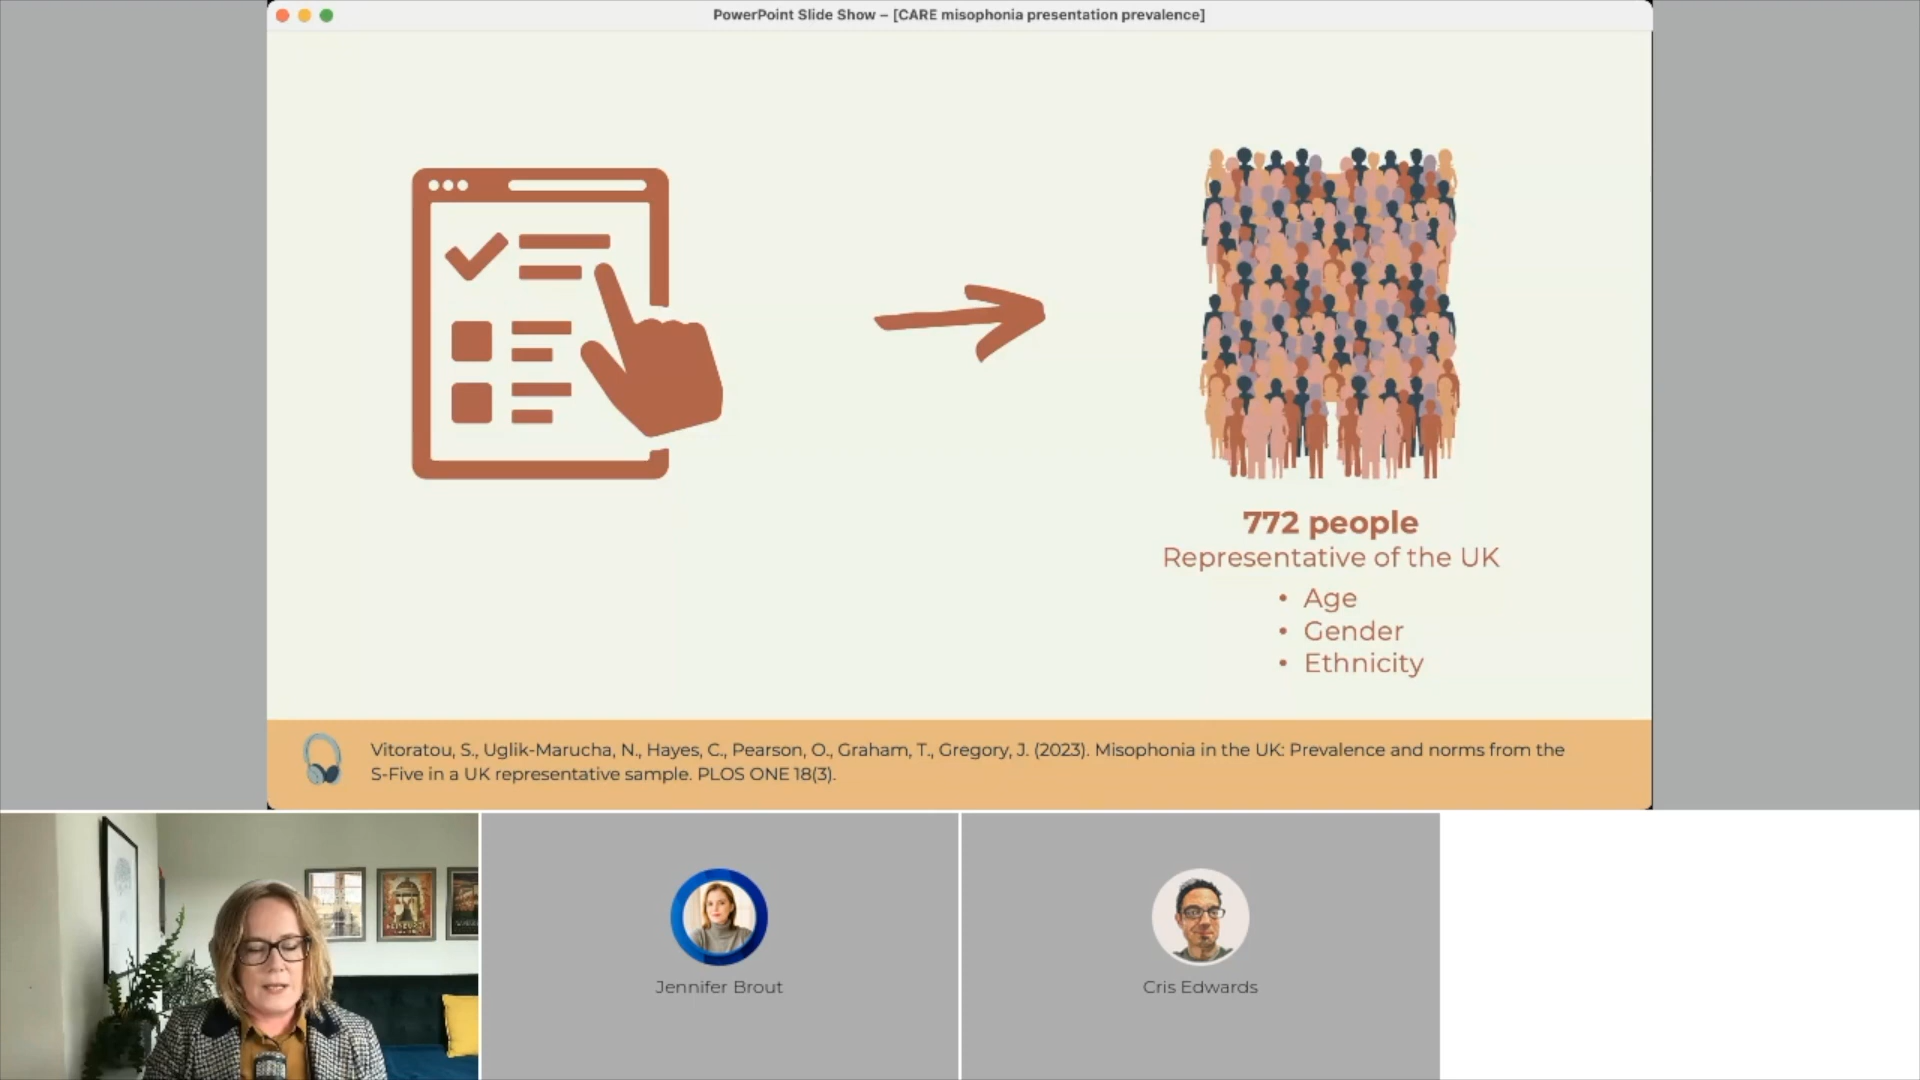 PowerPoint Slide Show – [CARE misophonia presentation prevalence]
772 people
Representative of the UK
• Age
• Gender
• Ethnicity
Vitoratou, S., Uglik-Marucha, N., Hayes, C., Pearson, O., Graham, T., Gregory, J. (2023). Misophonia in the UK: Prevalence and norms from the
S-Five in a UK representative sample. PLOS ONE 18(3).
Jennifer Brout
Cris Edwards